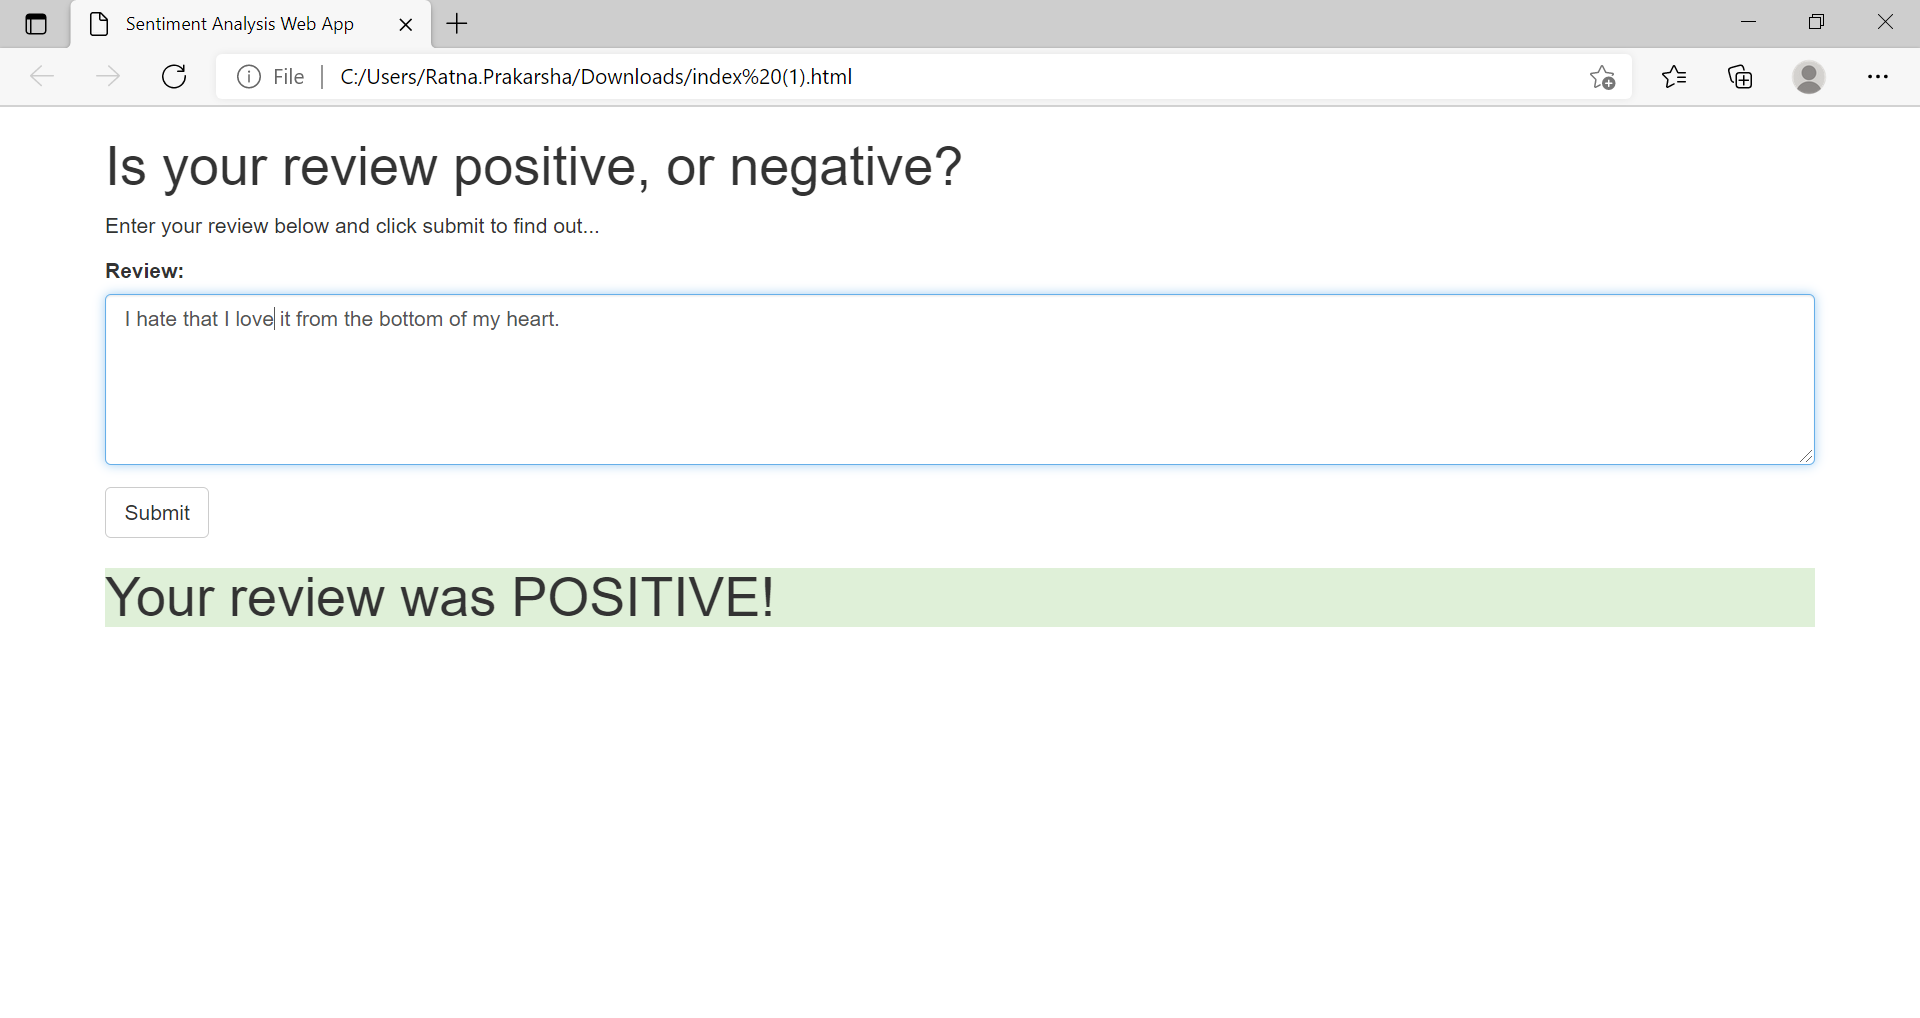 Sentiment Analysis Web App
File
C:/Users/Ratna.Prakarsha/Downloads/index%20(1).html
Is your review positive, or negative?
Enter your review below and click submit to find out...
Review:
I hate that I love it from the bottom of my heart.
Submit
Your review was POSITIVE!